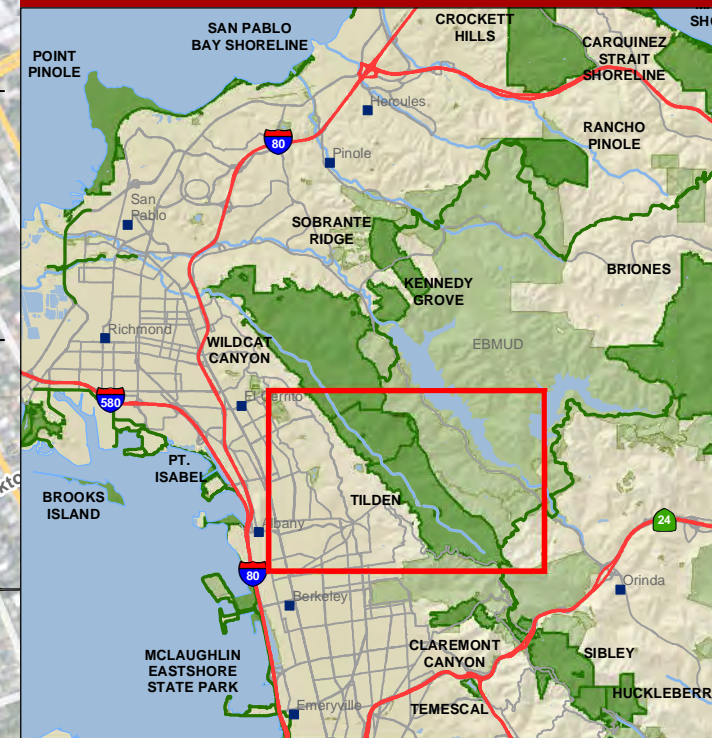 SAN PABLO
BAY SHORELINE
CROCKETT
HILLS
POINT
PINOLE
CARQUINEZ
STRAIT
SHORELINE
Hercules
80
Pinole
RANCHO
PINOLE
San
Pablo
SOBRANTE
RIDGE
BRIONES
KENNEDY
GROVE
Richmond
WILDCAT
CANYON
EBMUD
580
El Cerrito
PT.
ISABEL
BROOKS
ISLAND
TILDEN
Albany
24
80
Orinda
Berkeley
CLAREMONT
CANYON
SIBLEY
MCLAUGHLIN
EASTSHORE
STATE PARK
HUCKLEBERR
TEMESCAL
Emeryville